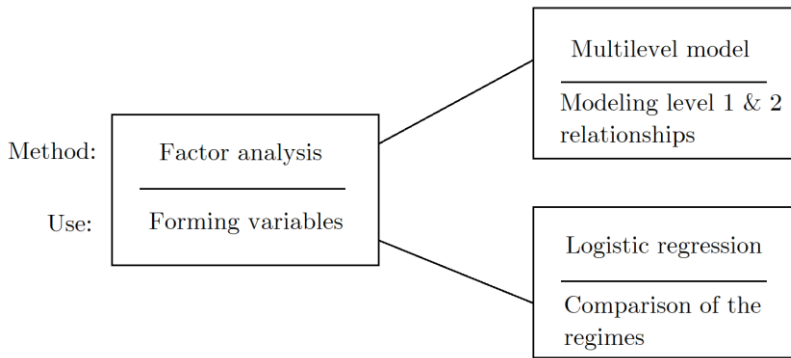 Method:
Use:
Factor analysis
Forming variables
Multilevel model
Modeling level 1 & 2
relationships
Logistic regression
Comparison of the
regimes